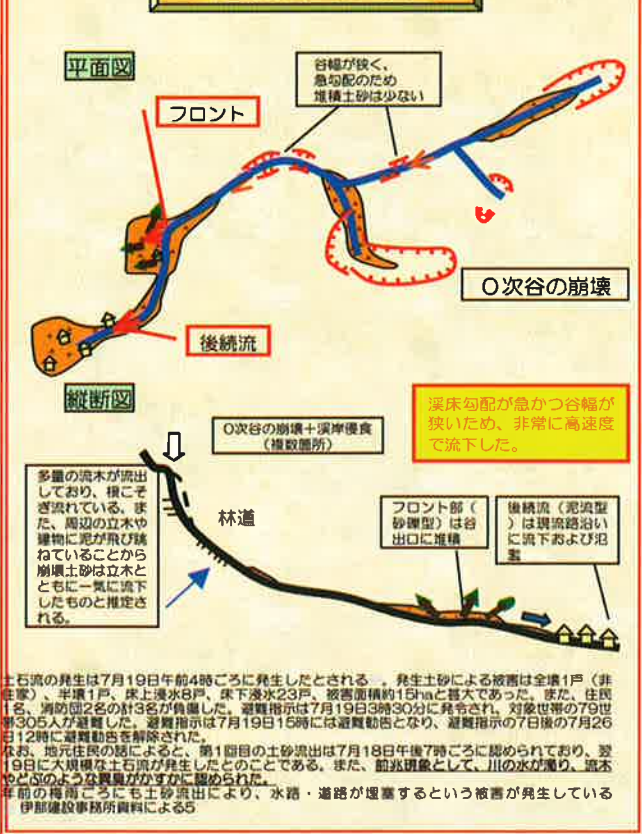 平面図
谷幅が狭く、
急勾配のため
堆積土砂は少ない
フロント
0次谷の崩壊
後続流
縦断図
渓床勾配が急かつ谷幅が
狭いため、非常に高速度
で流下した。
0次谷の崩壊+渓岸侵食
(複数箇所)
多量の流木が流出
しており、根こそ
ぎ流れている。ま
た、周辺の立木や
建物に泥が飛び跳
ねていることから
崩壊土砂は立木と
ともに一気に流下
したものと推定さ
れる。
林道
フロント部(
砂礫型)は谷
出口に堆積
後続流(泥流型
)は現流路沿い
に流下および氾
土石流の発生は7月19日午前4時ごろに発生したとされる 。発生土砂による被害は全壊1戸(非
住家)、半壊1戸、床上浸水8戸、床下浸水23戸、被害面積約15haと甚大であった。また、住民
1名、消防団2名の計3名が負傷した。避難指示は7月19日3時30分に発令され、対象世帯の79世
帯305人が避難した。避難指示は7月19日15時には避難勧告となり、避難指示の7日後の7月26
日12時に避難勧告を解除された。
なお、地元住民の話によると、第1回目の土砂流出は7月18日午後7時ごろに認められており、翌
19日に大規模な土石流が発生したとのことである。また、前兆現象として、川の水が濁り、流木
やどぶのような異臭がかすかに認められた。
年前の梅雨ごろにも土砂流出により、水路・道路が埋塞するという被害が発生している
伊那建設事務所資料による5